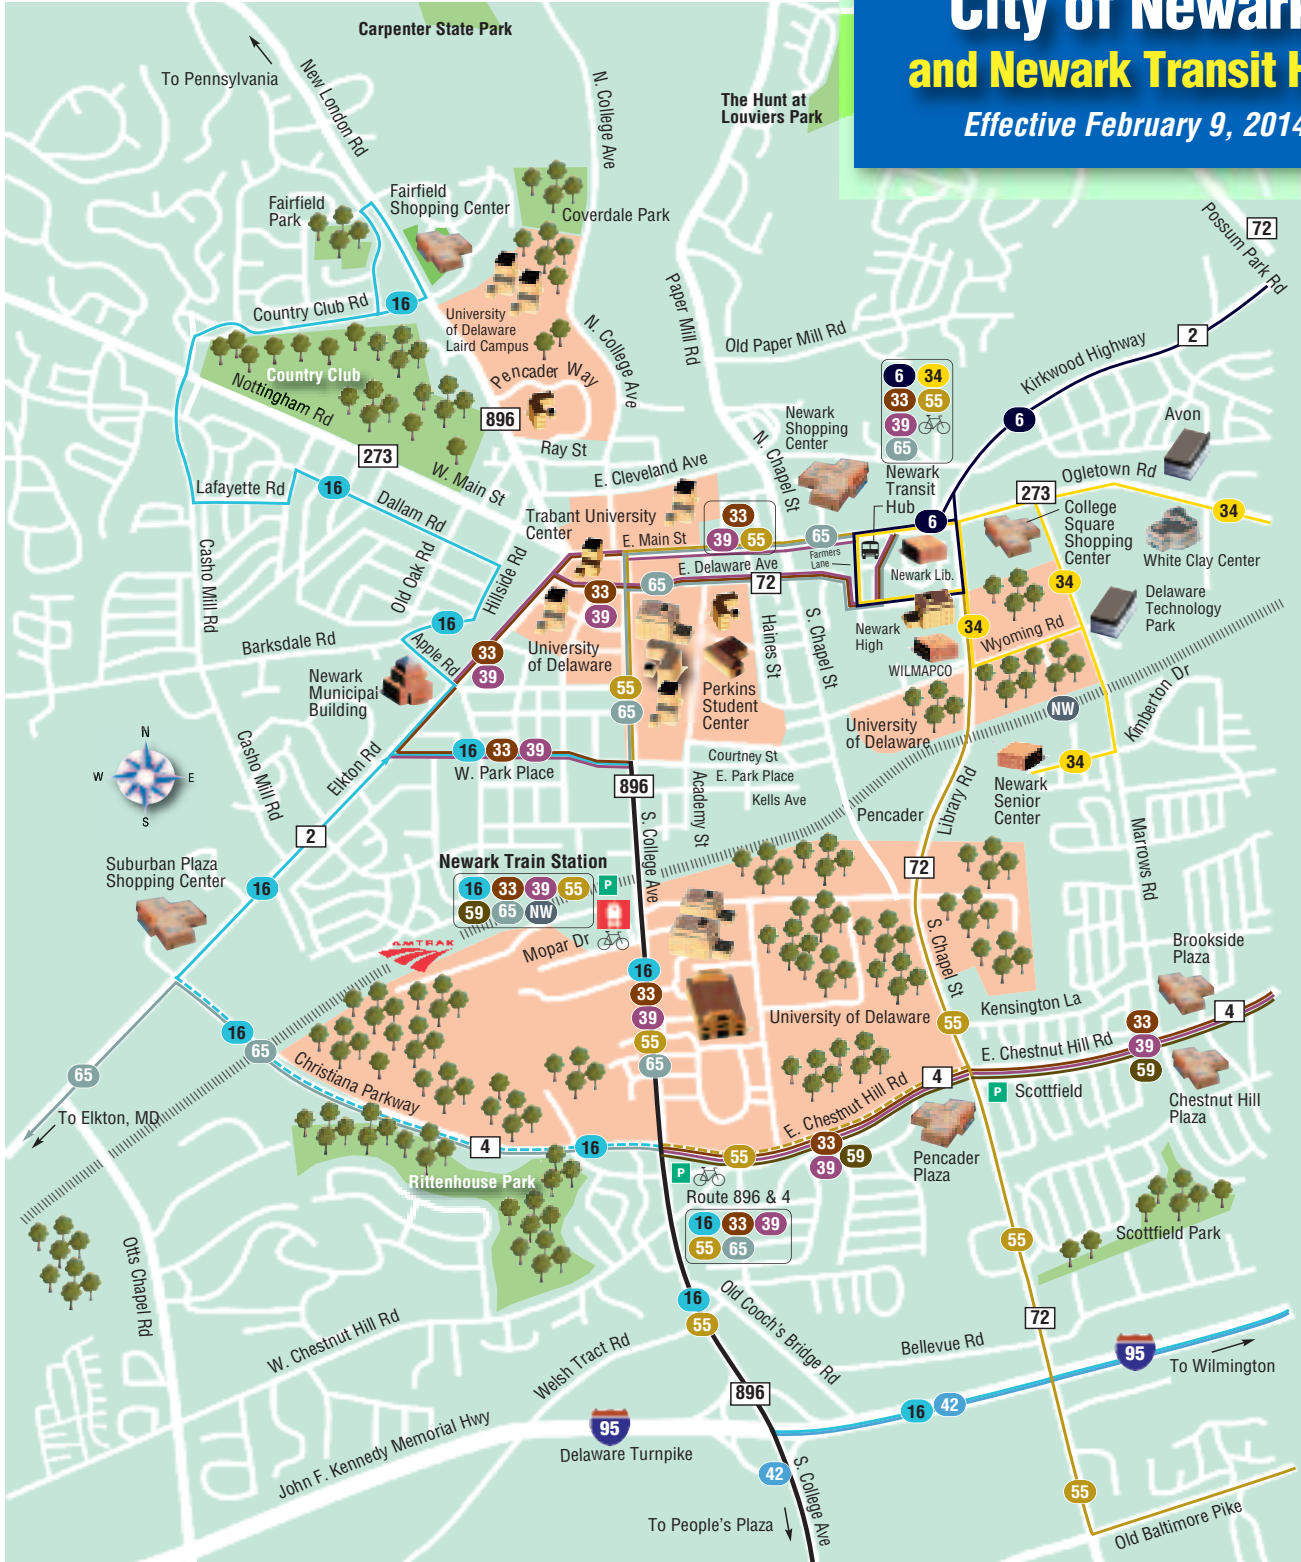 City of Newark
and Newark Transit H
Effective February 9, 2014
Carpenter State Park
To Pennsylvania
New London Rd
N. College Ave
The Hunt at
Louviers Park
Fairfield
Park
Fairfield
Shopping Center
Coverdale Park
Possum Park Rd
72
Country Club Rd
16
University
of Delaware
Laird Campus
N. College Ave
Paper Mill Rd
Old Paper Mill Rd
Kirkwood Highway
2
Country Club
Nottingham Rd
Pencader Way
896
Ray St
6
34
33
55
39
65
6
Avon
Newark
Shopping
Center
N. Chapel St
273
W. Main St
E. Cleveland Ave
Newark
Transit
Hub
Ogletown Rd
273
34
Lafayette Rd
16
Dallam Rd
Trabant University
Center
E. Main St
33
39
55
65
6
College
Square
Shopping
Center
White Clay Center
Farmers
Lane
Newark Lib.
Casho Mill Rd
Old Oak Rd
Hillside Rd
E. Delaware Ave
72
65
33
39
34
Delaware
Technology
Park
Barksdale Rd
16
Apple Rd
33
39
University
of Delaware
Haines St
S. Chapel St
Newark
High
WILMAPCO
34
Wyoming Rd
Newark
Municipal
Building
55
65
Perkins
Student
Center
University
of Delaware
NW
Kimberton Dr
N
W
E
S
Casho Mill Rd
Elkton Rd
16
33
39
W. Park Place
Courtney St
E. Park Place
Kells Ave
896
Academy St
34
Newark
Senior
Center
2
S. College Ave
Pencader
Library Rd
Marrows Rd
Suburban Plaza
Shopping Center
16
Newark Train Station
16
33
39
55
59
65
NW
P
72
AMTRAK
Mopar Dr
S. Chapel St
Brookside
Plaza
16
33
39
55
65
University of Delaware
55
Kensington La
33
39
59
4
16
65
65
Christiana Parkway
E. Chestnut Hill Rd
4
P
Scottfield
Chestnut Hill
Plaza
To Elkton, MD
E. Chestnut Hill Rd
4
16
55
33
39
59
Pencader
Plaza
Rittenhouse Park
P
Route 896 & 4
16
33
39
55
65
55
Scottfield Park
Otts Chapel Rd
W. Chestnut Hill Rd
16
55
Old Cooch's Bridge Rd
72
Welsh Tract Rd
Bellevue Rd
95
To Wilmington
896
16
42
John F. Kennedy Memorial Hwy
95
Delaware Turnpike
42
S. College Ave
55
To People's Plaza
Old Baltimore Pike